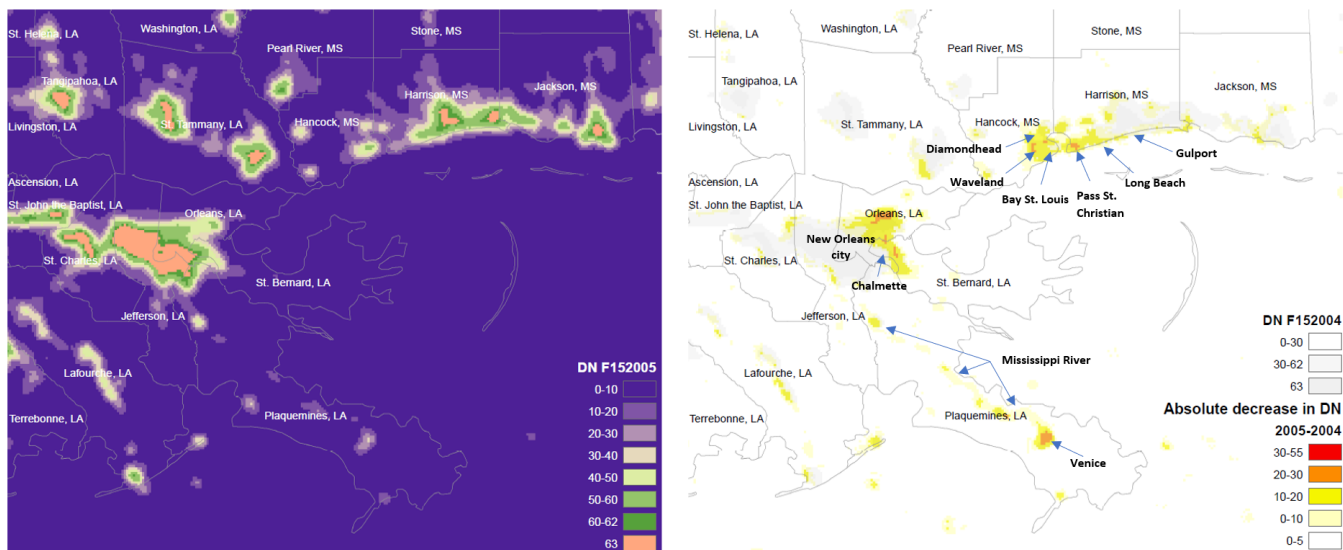 St. Helena, LA
Washington, LA
Stone, MS
Pearl River, MS
Tangipahoa, LA
Harrison, MS
Jackson, MS
Livingston, LA
St. Tammany, LA
Hancock, MS
Ascension, LA
St. John the Baptist, LA
Orleans, LA
St. Charles, LA
St. Bernard, LA
Jefferson, LA
Lafourche, LA
Terrebonne, LA
Plaquemines, LA
DN F152005
0-10
10-20
20-30
30-40
40-50
50-60
60-62
63
St. Helena, LA
Washington, LA
Stone, MS
Pearl River, MS
Tangipahoa, LA
Jackson, MS
Harrison, MS
Livingston, LA
St. Tammany, LA
Hancock, MS
Diamondhead
Gulport
Waveland
Long Beach
Bay St. Louis
Pass St.
Christian
Ascension, LA
St. John the Baptist, LA
Orleans, LA
New Orleans
city
St. Charles, LA
Chalmette
St. Bernard, LA
Jefferson, LA
Mississippi River
Lafourche, LA
Terrebonne, LA
Plaquemines, LA
Venice
DN F152004
0-30
30-62
63
Absolute decrease in DN
2005-2004
30-55
20-30
10-20
0-10
0-5